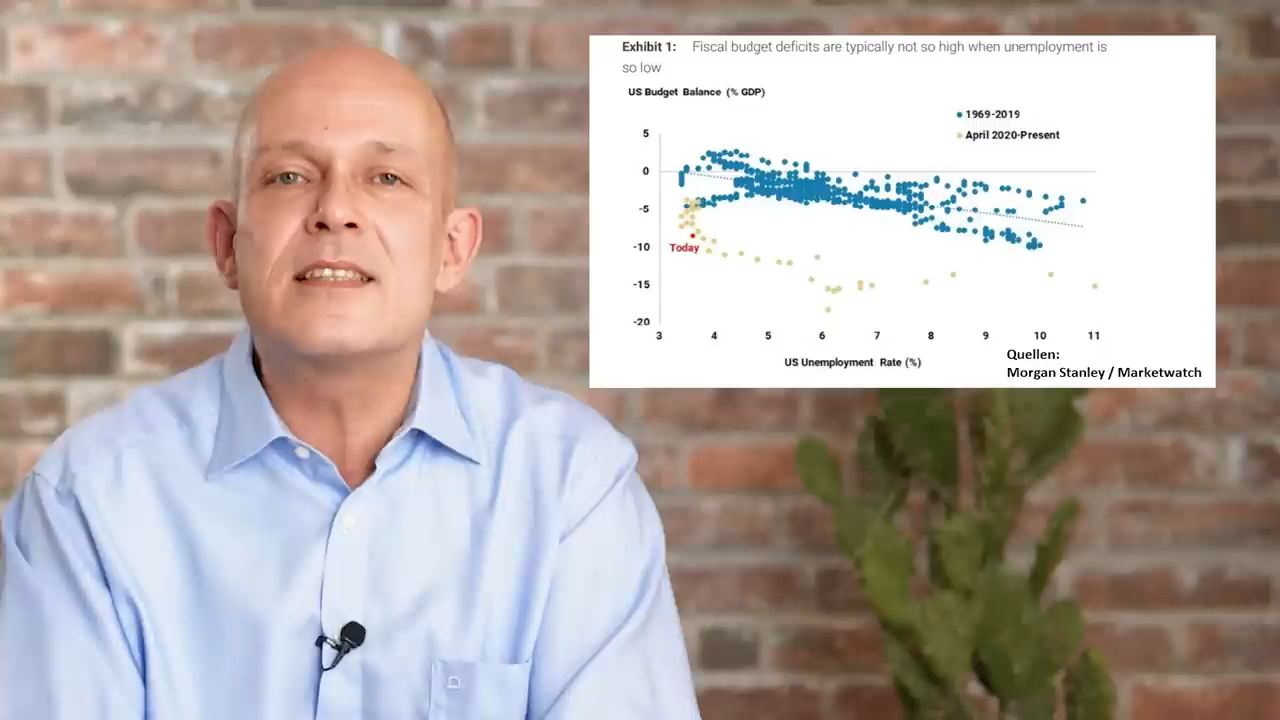 Exhibit 1: Fiscal budget deficits are typically not so high when unemployment is
so low
US Budget Balance (% GDP)
1969-2019
April 2020-Present
5
0
-5
-10
-15
-20
Today
3 4 5 6 7 8 9 10 11
US Unemployment Rate (%)
Quellen:
Morgan Stanley / Marketwatch